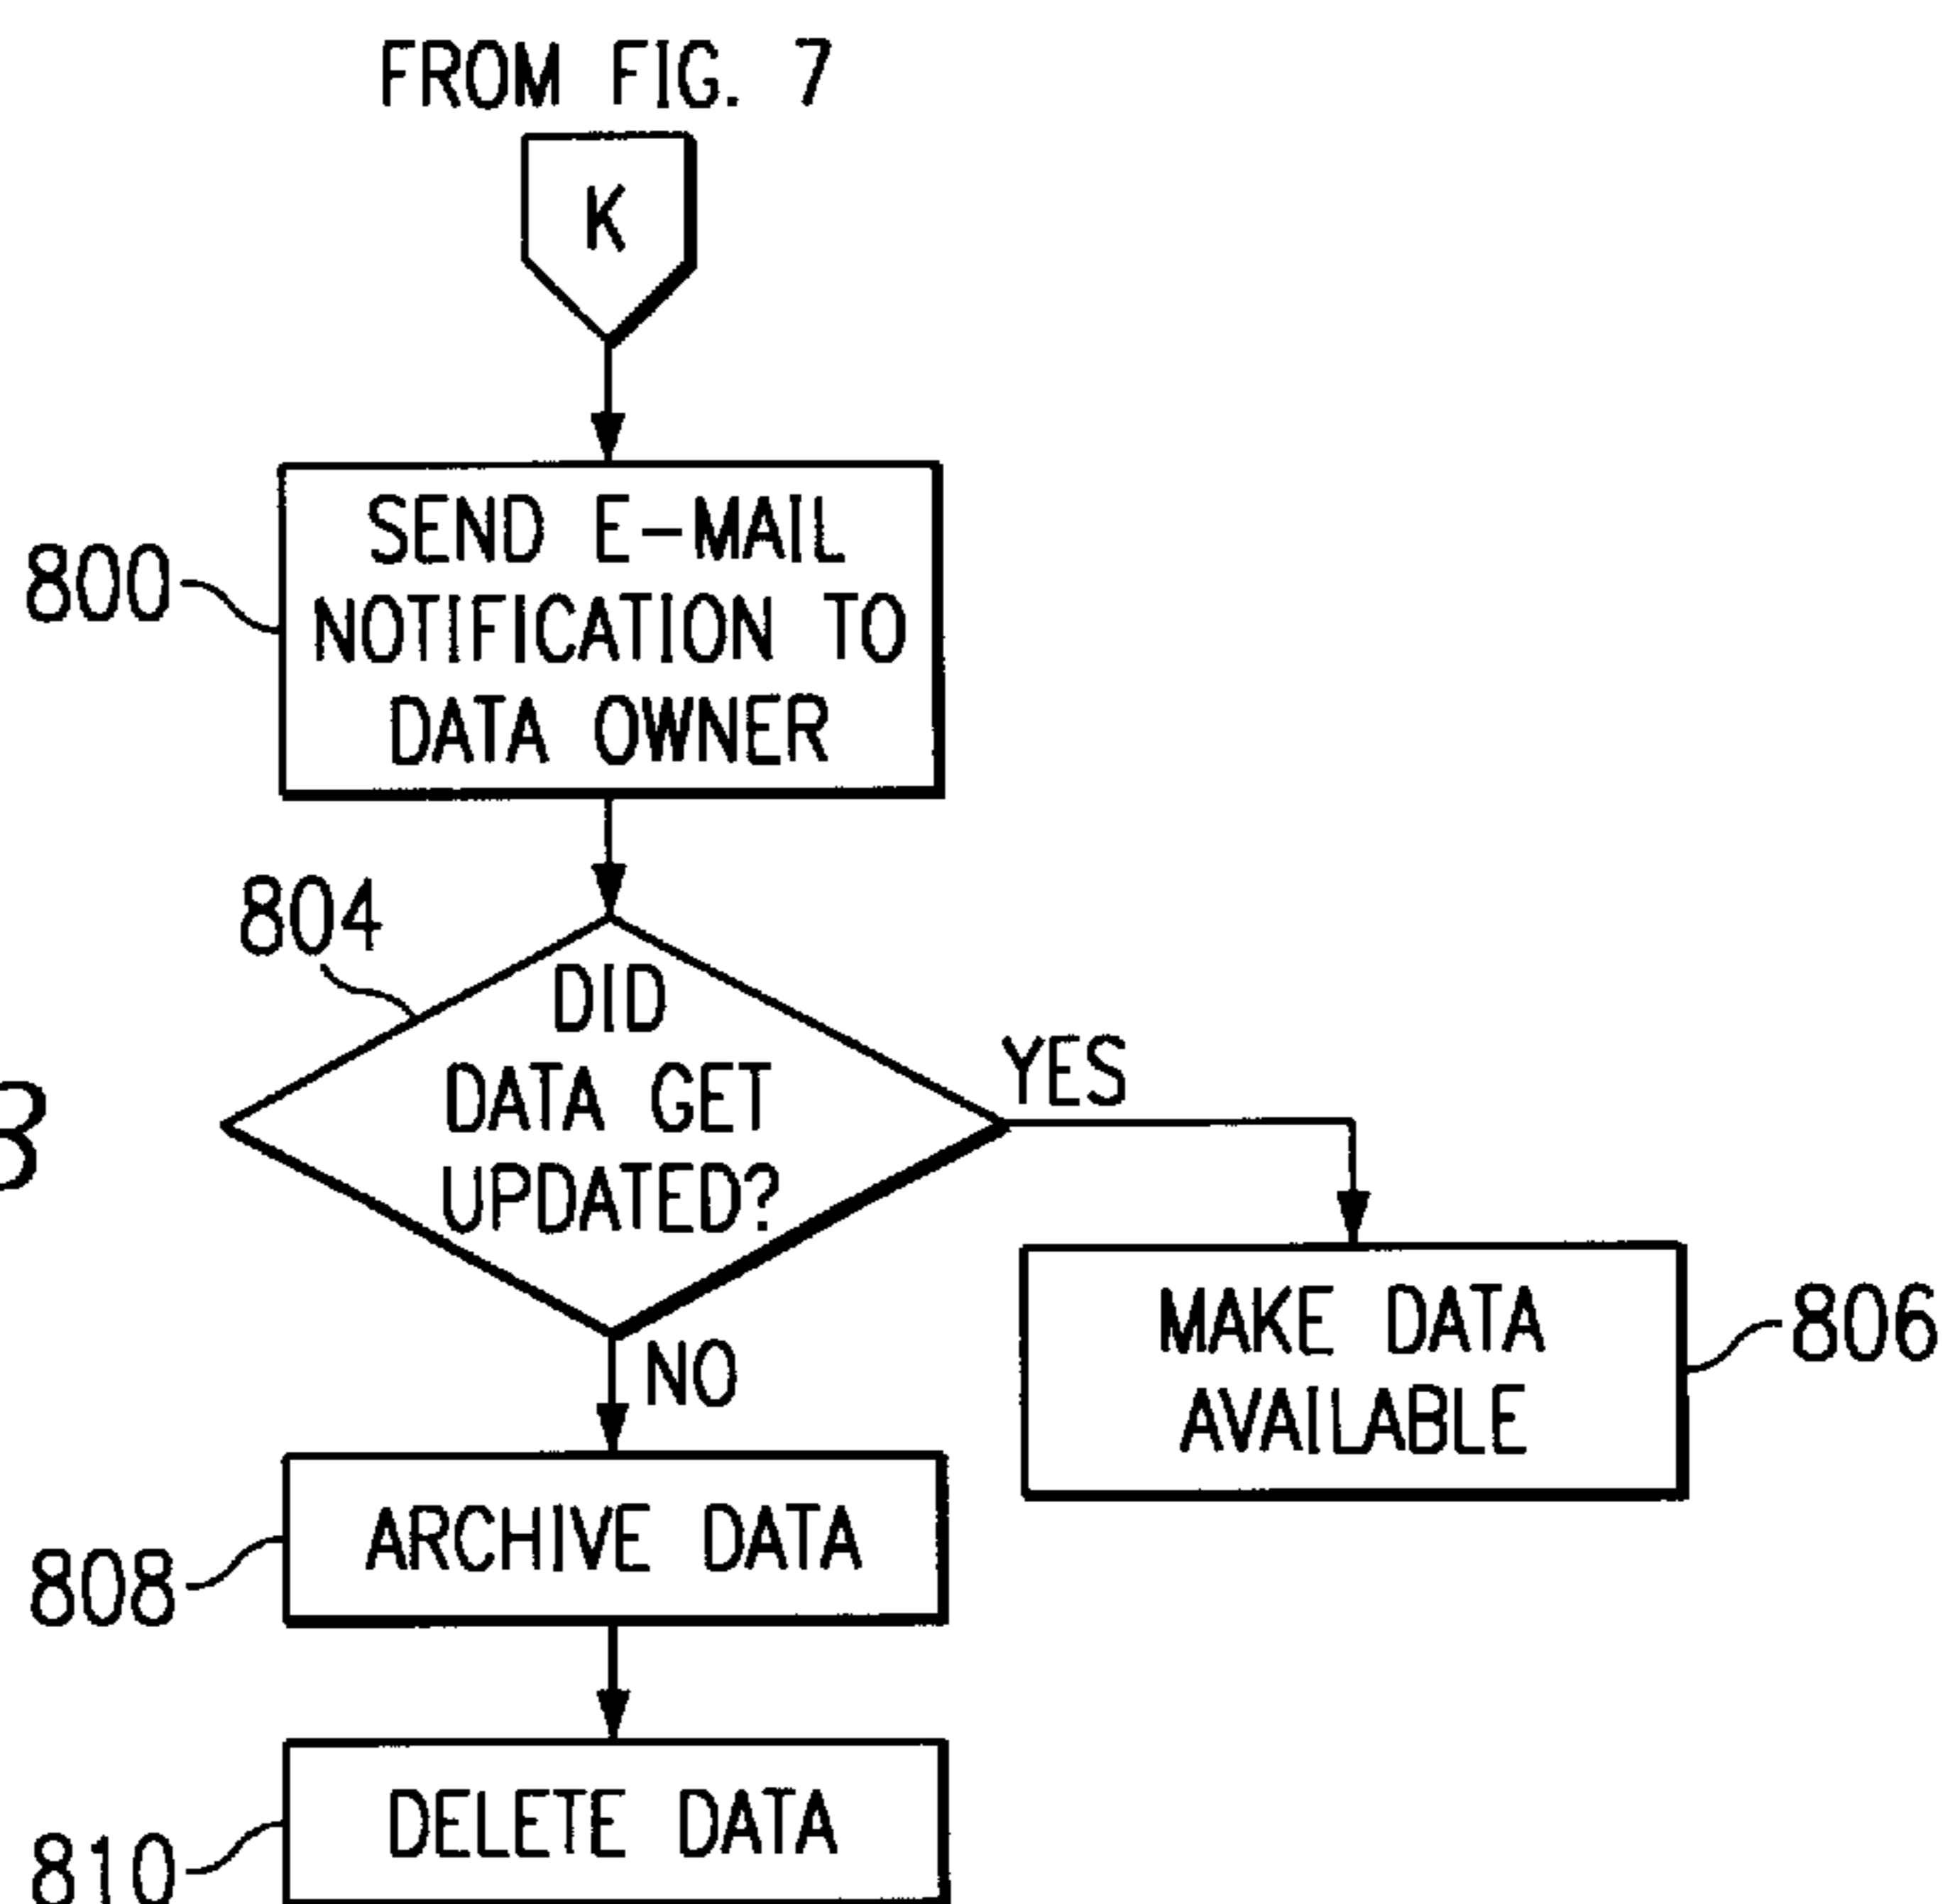 FROM FIG. 7
K
800
SEND E-MAIL
NOTIFICATION TO
DATA OWNER
804
DID
DATA GET
UPDATED?
YES
NO
MAKE DATA
AVAILABLE
806
808
ARCHIVE DATA
810
DELETE DATA